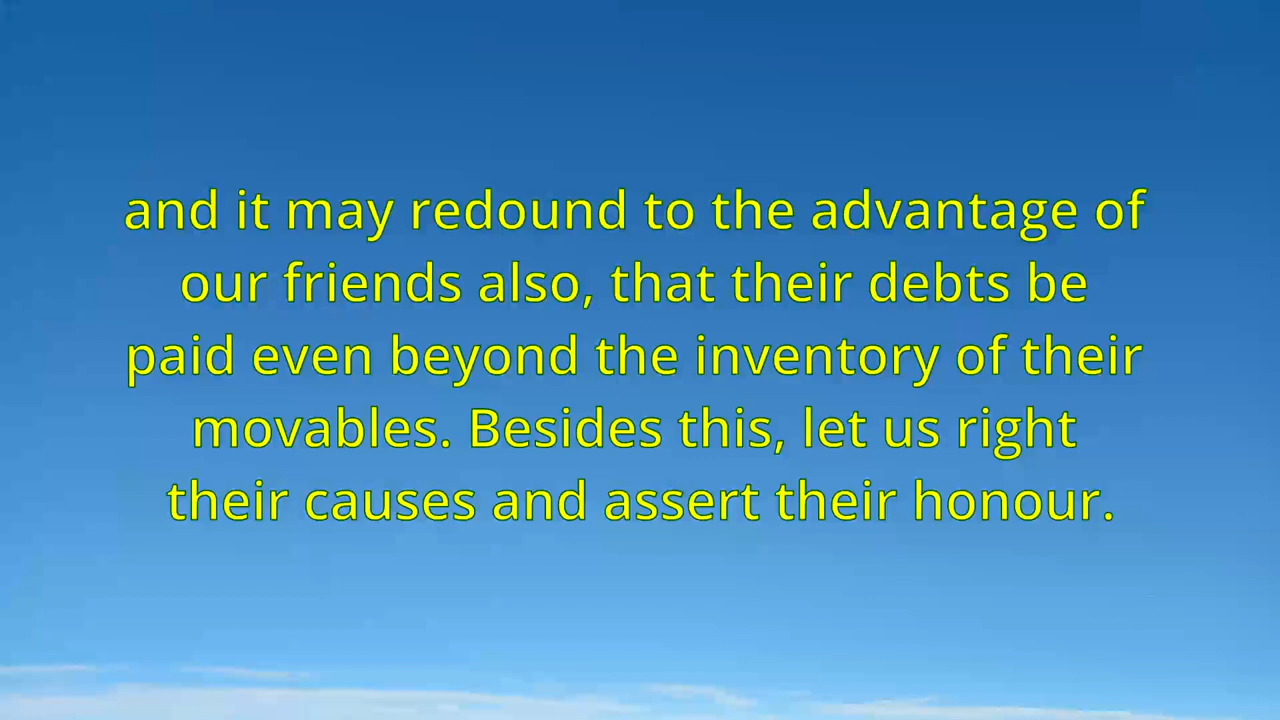 and it may redound to the advantage of
our friends also, that their debts be
paid even beyond the inventory of their
movables. Besides this, let us right
their causes and assert their honour.